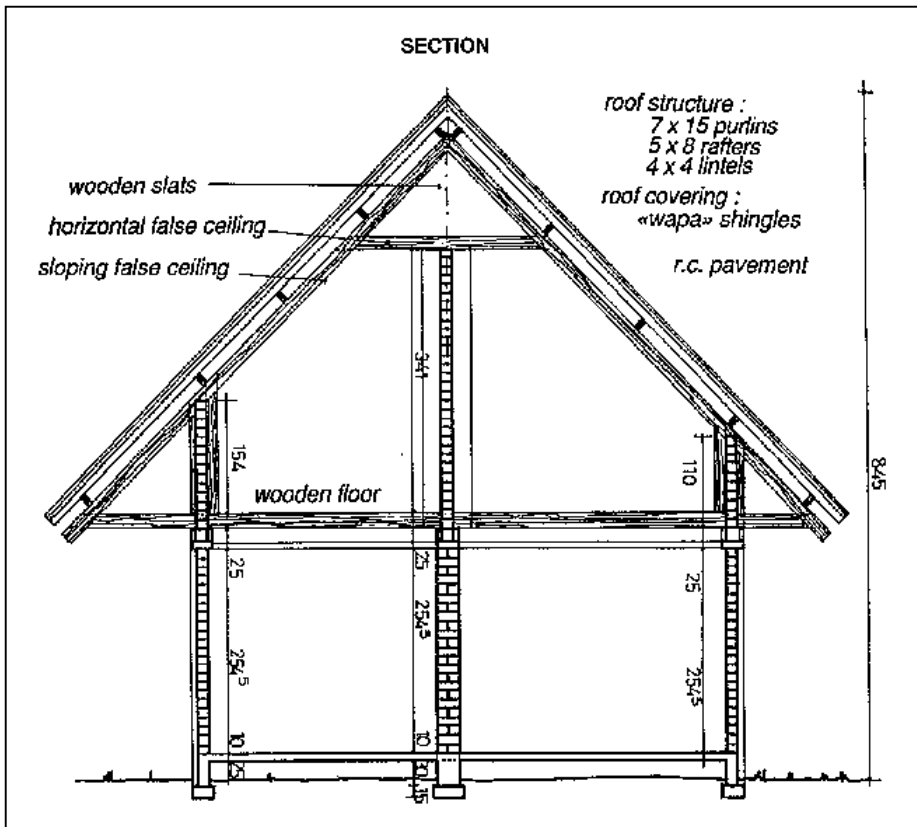 SECTION
roof structure :
7 x 15 purlins
5 x 8 rafters
4 x 4 lintels
roof covering :
«wapa» shingles
r.c. pavement
wooden slats
horizontal false ceiling
sloping false ceiling
341
154
wooden floor
110
845
25
25
25
254⁵
254⁵
254⁵
10
10
25
15